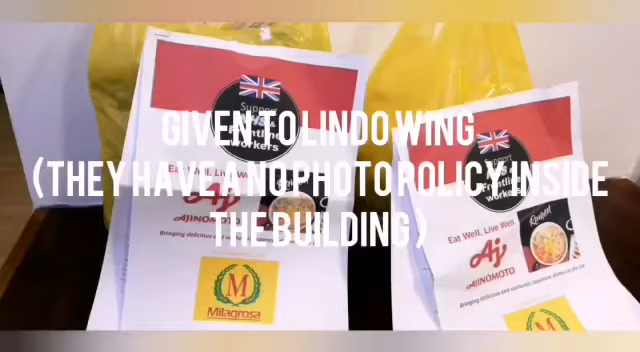 GIVEN TO LINDO WING
(THEY HAVE A NO PHOTO POLICY INSIDE
THE BUILDING)
Support
Frontline
workers
Eat Well, Live Well.
Aj
AJINOMOTO
Bringing delicious
M
Milagrosa
Support
Frontline
workers
Eat Well, Live Well.
Aj
AJINOMOTO
Bringing delicious and authentic Japanese dishes to the UK
M